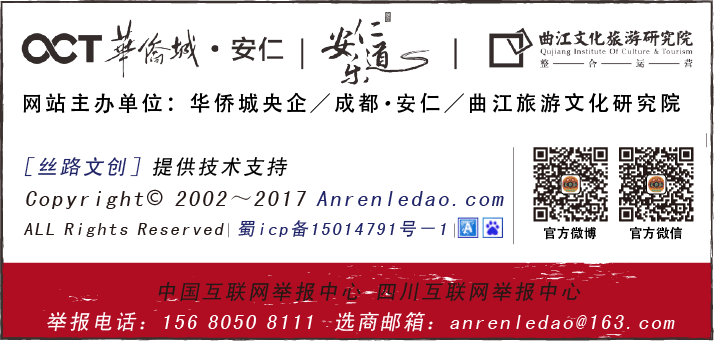 OCT 華僑城·安仁 | 安仁樂道 | 曲江文化旅游研究院
Qujiang Institute Of Culture & Tourism
整 合 运 营
网站主办单位：华侨城央企／成都·安仁／曲江旅游文化研究院
[丝路文创] 提供技术支持
Copyright© 2002～2017 Anrenledao.com
ALL Rights Reserved| 蜀icp备15014791号－1|
官方微博 官方微信
中国互联网举报中心 四川互联网举报中心
举报电话：156 8050 8111 选商邮箱：anrenledao@163.com